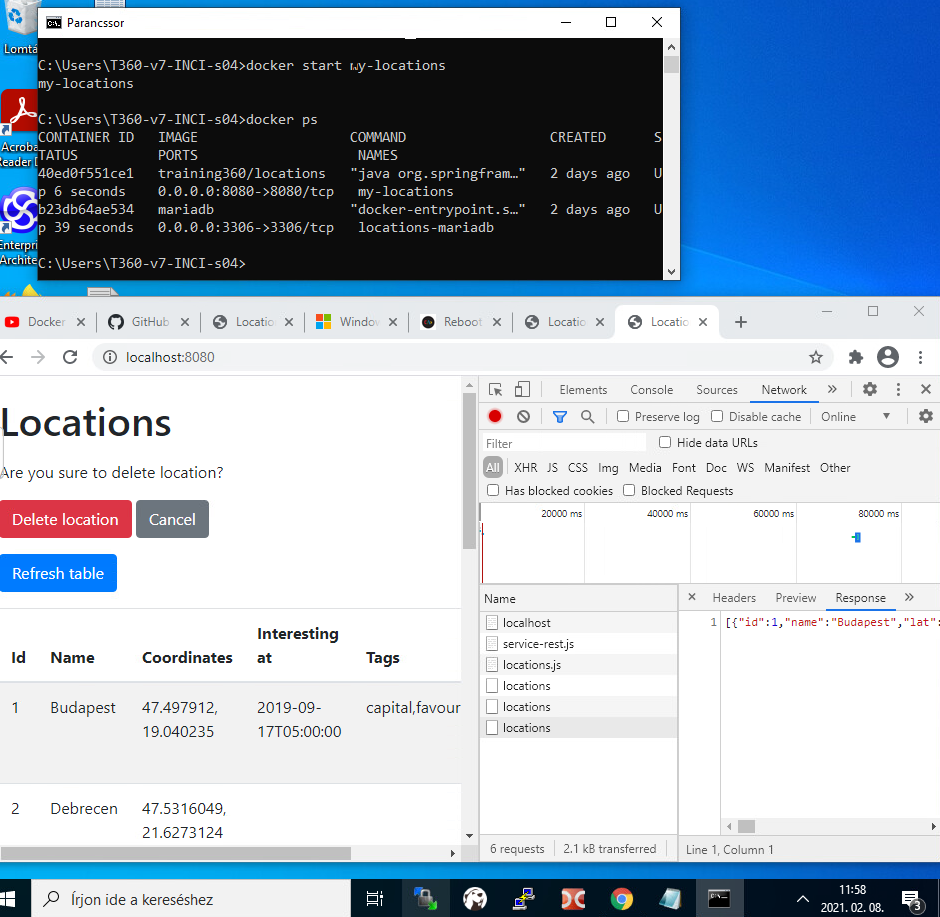 Lomtá
Acroba
Reader D
Enterpri
Archite
Parancssor
C:\Users\T360-v7-INCI-s04>docker start my-locations
my-locations
C:\Users\T360-v7-INCI-s04>docker ps
CONTAINER ID IMAGE COMMAND CREATED S
TATUS PORTS NAMES
40ed0f551ce1 training360/locations "java org.springfram…" 2 days ago U
p 6 seconds 0.0.0.0:8080->8080/tcp my-locations
b23db64ae534 mariadb "docker-entrypoint.s…" 2 days ago U
p 39 seconds 0.0.0.0:3306->3306/tcp locations-mariadb
C:\Users\T360-v7-INCI-s04>
Docker GitHub Locatio Window Reboot Locatio Locatio
localhost:8080
Locations
Are you sure to delete location?
Delete location Cancel
Refresh table
Id Name Coordinates Interesting at Tags
1 Budapest 47.497912, 2019-09- capital,favour
19.040235 17T05:00:00
2 Debrecen 47.5316049,
21.6273124
Elements Console Sources Network
Preserve log Disable cache Online
Filter Hide data URLs
All XHR JS CSS Img Media Font Doc WS Manifest Other
Has blocked cookies Blocked Requests
20000 ms 40000 ms 60000 ms 80000 ms
Name
localhost
service-rest.js
locations.js
locations
locations
locations
6 requests 2.1 kB transferred
Headers Preview Response
1 [{"id":1,"name":"Budapest","lat":
Line 1, Column 1
Írjon ide a kereséshez
11:58
2021. 02. 08.
3